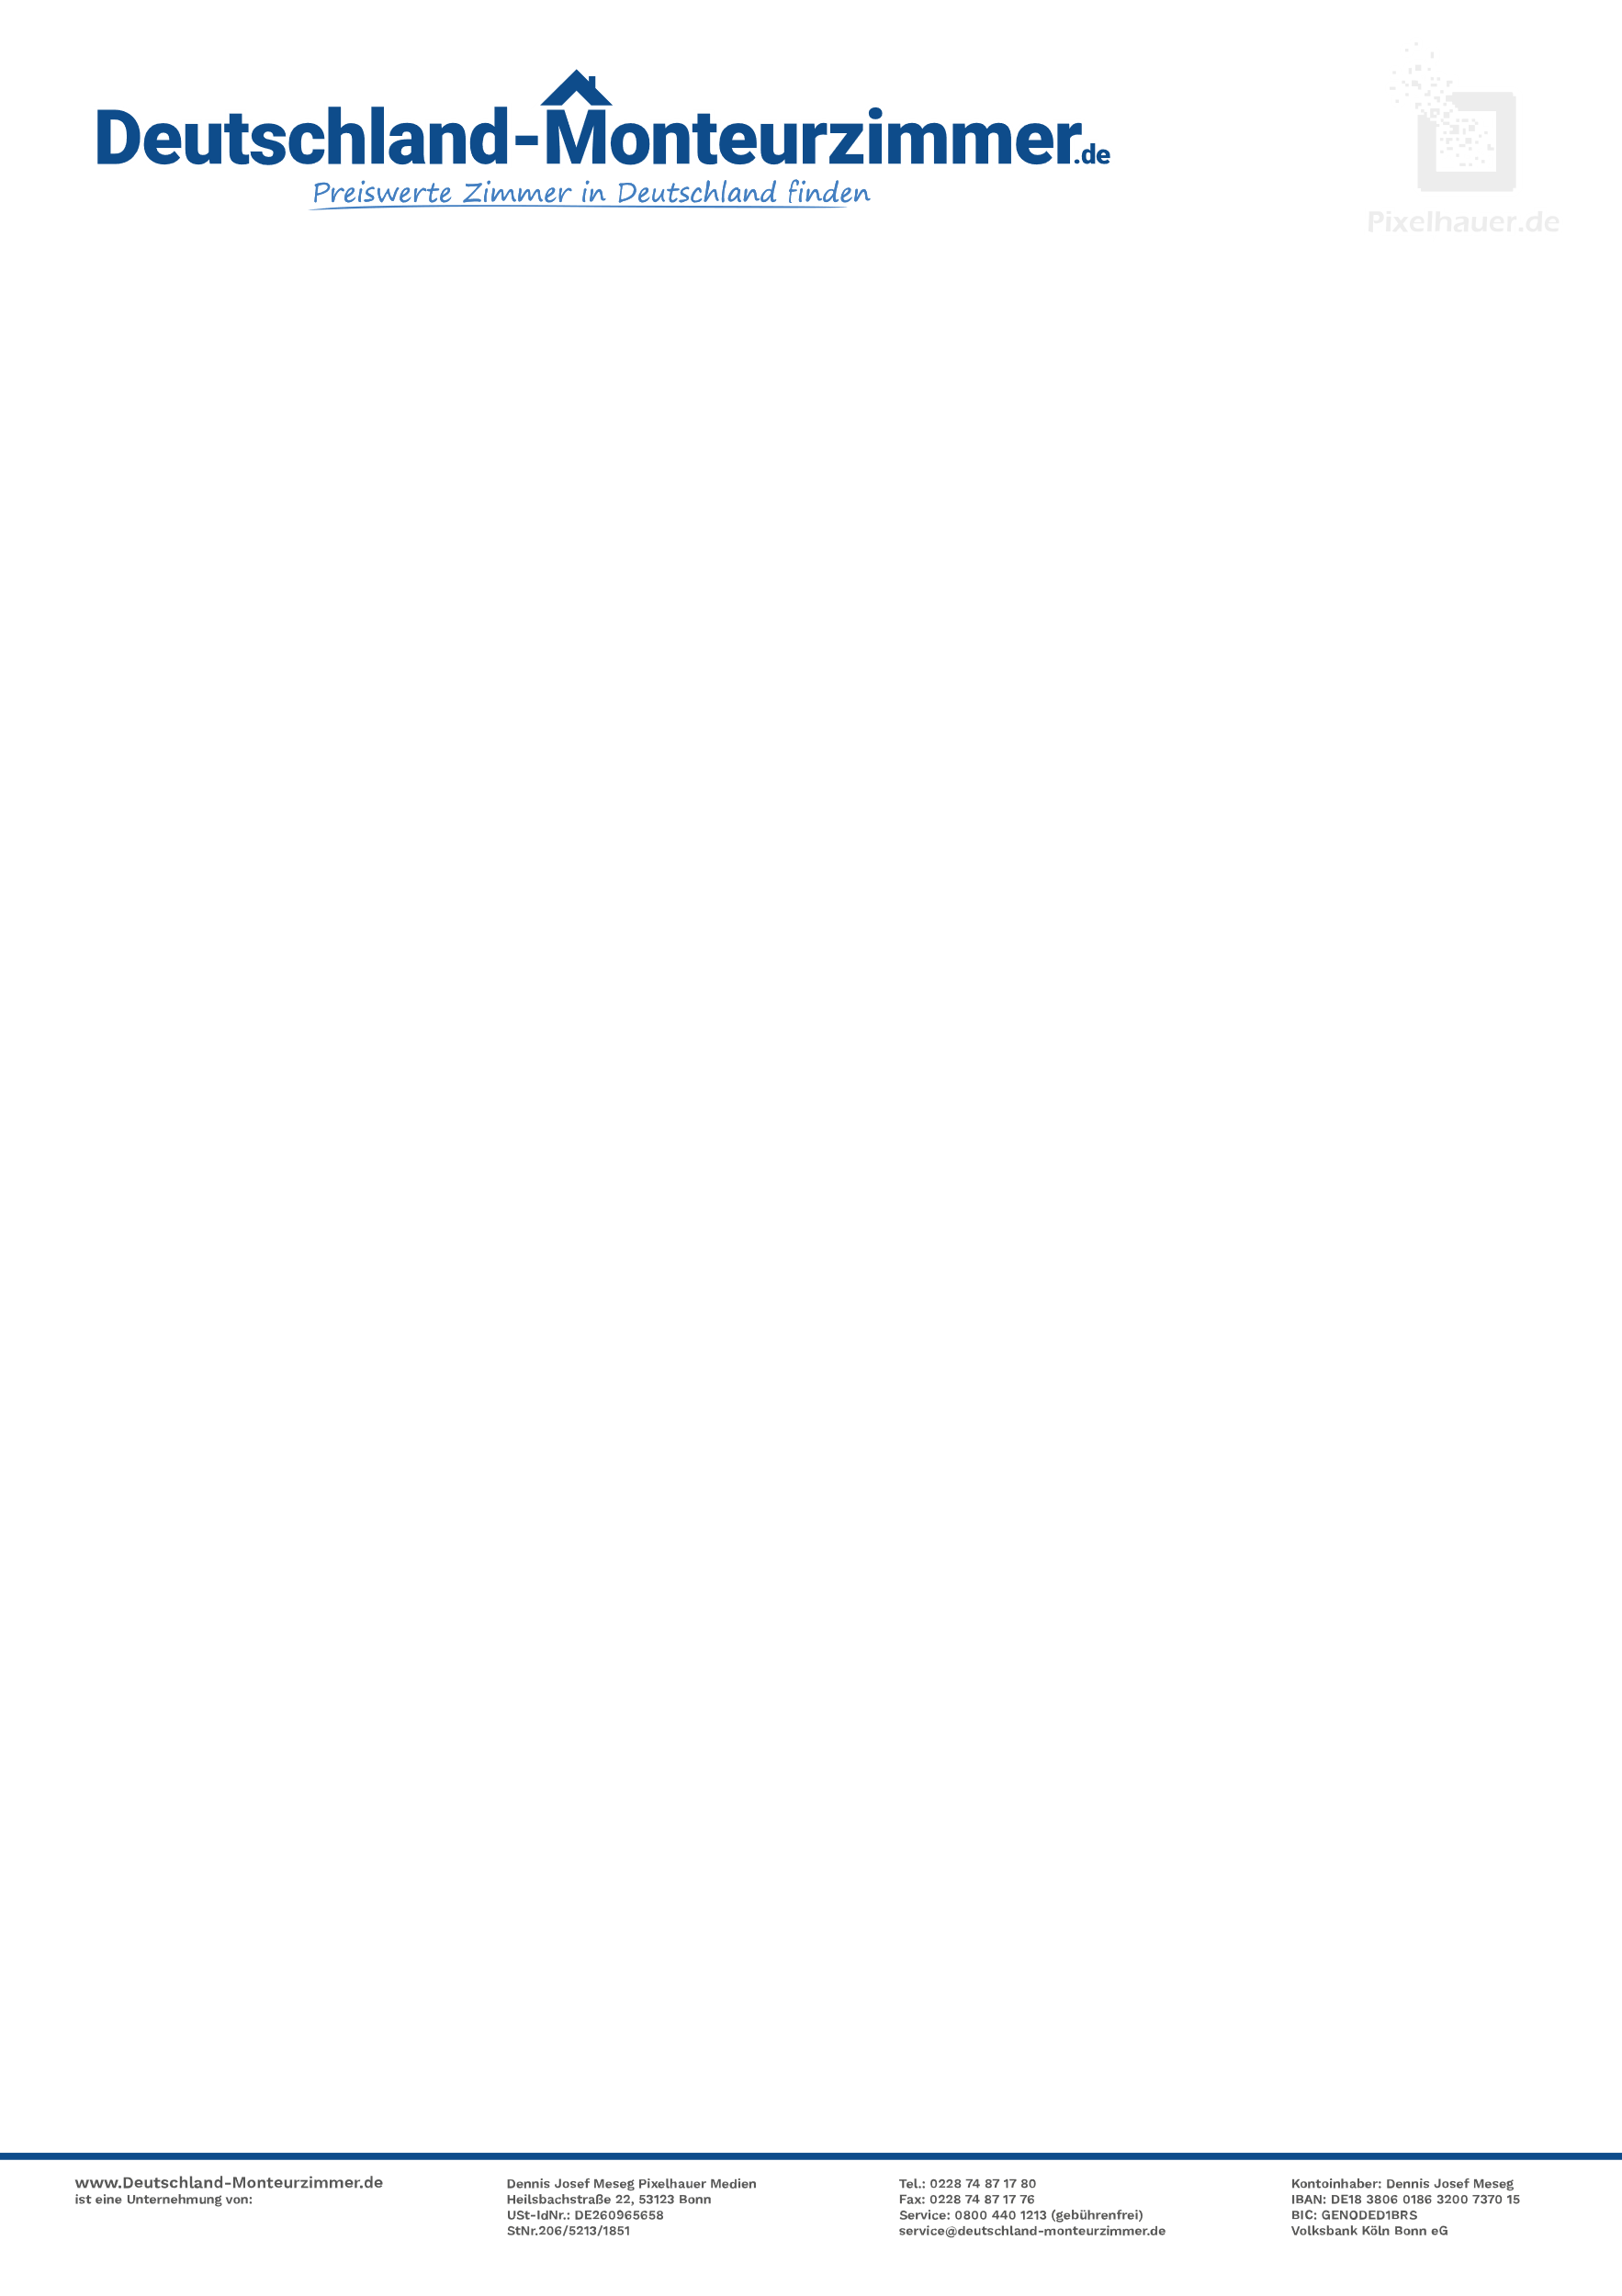 Deutschland-Monteurzimmer.de
Preiswerte Zimmer in Deutschland finden
Pixelhauer.de
www.Deutschland-Monteurzimmer.de
ist eine Unternehmung von:
Dennis Josef Meseg Pixelhauer Medien
Heilsbachstraße 22, 53123 Bonn
USt-IdNr.: DE260965658
StNr.206/5213/1851
Tel.: 0228 74 87 17 80
Fax: 0228 74 87 17 76
Service: 0800 440 1213 (gebührenfrei)
service@deutschland-monteurzimmer.de
Kontoinhaber: Dennis Josef Meseg
IBAN: DE18 3806 0186 3200 7370 15
BIC: GENODED1BRS
Volksbank Köln Bonn eG